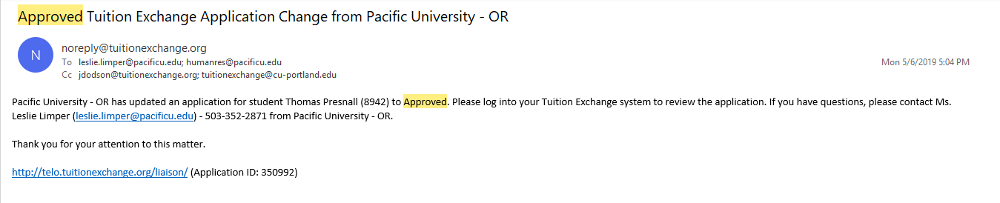 Approved Tuition Exchange Application Change from Pacific University - OR
N
noreply@tuitionexchange.org
To leslie.limper@pacificu.edu; humanres@pacificu.edu
Mon 5/6/2019 5:04 PM
Cc jdodson@tuitionexchange.org; tuitionexchange@cu-portland.edu
Pacific University - OR has updated an application for student Thomas Presnall (8942) to Approved. Please log into your Tuition Exchange system to review the application. If you have questions, please contact Ms.
Leslie Limper (leslie.limper@pacificu.edu) - 503-352-2871 from Pacific University - OR.
Thank you for your attention to this matter.
http://telo.tuitionexchange.org/liaison/ (Application ID: 350992)